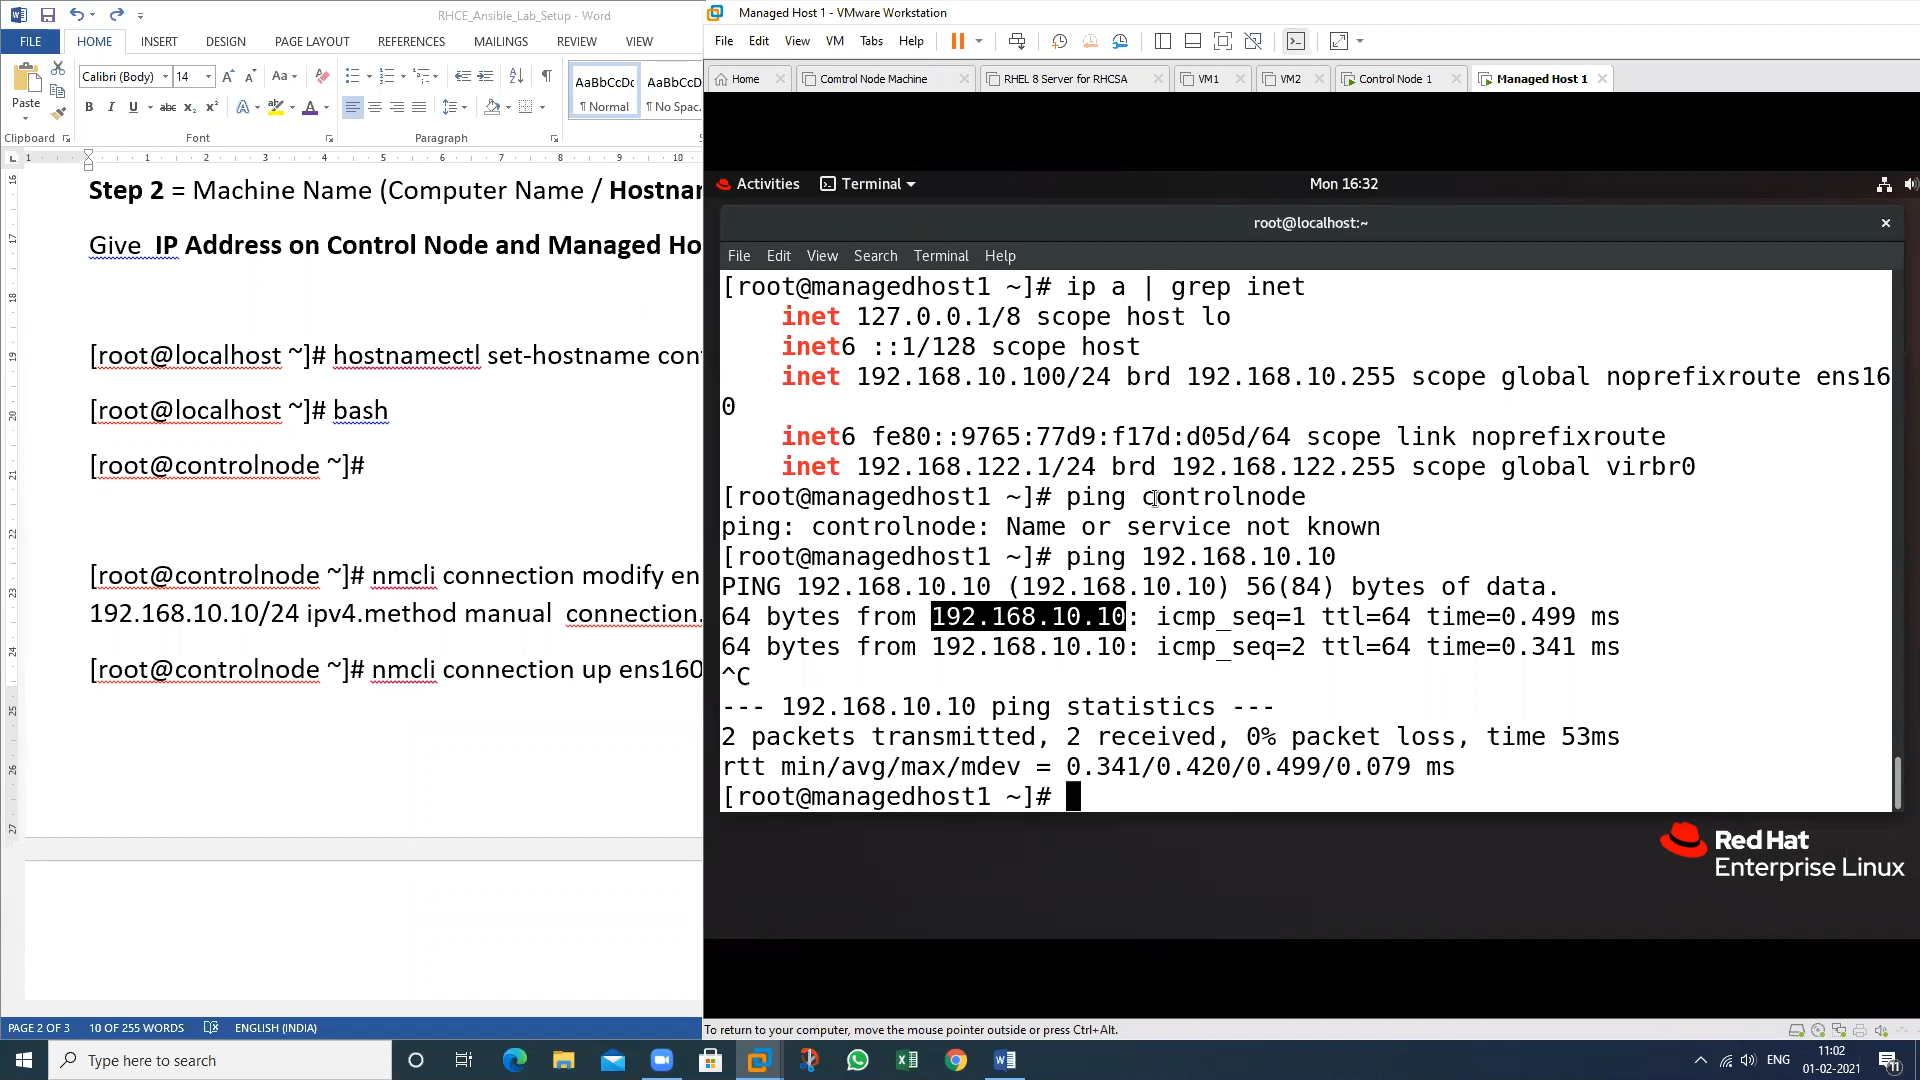 RHCE_Ansible_Lab_Setup - Word
FILE HOME INSERT DESIGN PAGE LAYOUT REFERENCES MAILINGS REVIEW VIEW
Paste
Calibri (Body) 14
AaBbCcDc AaBbCcD
¶ Normal ¶ No Spac.
Clipboard Font Paragraph
Step 2 = Machine Name (Computer Name / Hostnar
Give IP Address on Control Node and Managed Ho
[root@localhost ~]# hostnamectl set-hostname con
[root@localhost ~]# bash
[root@controlnode ~]#
[root@controlnode ~]# nmcli connection modify en
192.168.10.10/24 ipv4.method manual connection.
[root@controlnode ~]# nmcli connection up ens160
PAGE 2 OF 3 10 OF 255 WORDS ENGLISH (INDIA)
Managed Host 1 - VMware Workstation
File Edit View VM Tabs Help
Home Comtrol Node Machine RHEL 8 Server for RHCSA VM1 VM2 Control Node 1 Managed Host 1
Activities Terminal Mon 16:32
root@localhost:~
File Edit View Search Terminal Help
[root@managedhost1 ~]# ip a | grep inet
inet 127.0.0.1/8 scope host lo
inet6 ::1/128 scope host
inet 192.168.10.100/24 brd 192.168.10.255 scope global noprefixroute ens16
0
inet6 fe80::9765:77d9:f17d:d05d/64 scope link noprefixroute
inet 192.168.122.1/24 brd 192.168.122.255 scope global virbr0
[root@managedhost1 ~]# ping controlnode
ping: controlnode: Name or service not known
[root@managedhost1 ~]# ping 192.168.10.10
PING 192.168.10.10 (192.168.10.10) 56(84) bytes of data.
64 bytes from 192.168.10.10: icmp_seq=1 ttl=64 time=0.499 ms
64 bytes from 192.168.10.10: icmp_seq=2 ttl=64 time=0.341 ms
^C
--- 192.168.10.10 ping statistics ---
2 packets transmitted, 2 received, 0% packet loss, time 53ms
rtt min/avg/max/mdev = 0.341/0.420/0.499/0.079 ms
[root@managedhost1 ~]#
Red Hat
Enterprise Linux
To return to your computer, move the mouse pointer outside or press Ctrl+Alt.
Type here to search
ENG
11:02
01-02-2021